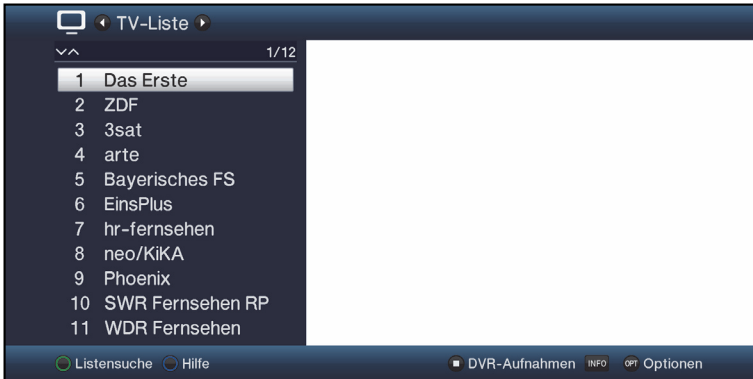 TV-Liste
1/12
1 Das Erste
2 ZDF
3 3sat
4 arte
5 Bayerisches FS
6 EinsPlus
7 hr-fernsehen
8 neo/KiKA
9 Phoenix
10 SWR Fernsehen RP
11 WDR Fernsehen
Listensuche Hilfe DVR-Aufnahmen INFO OPT Optionen